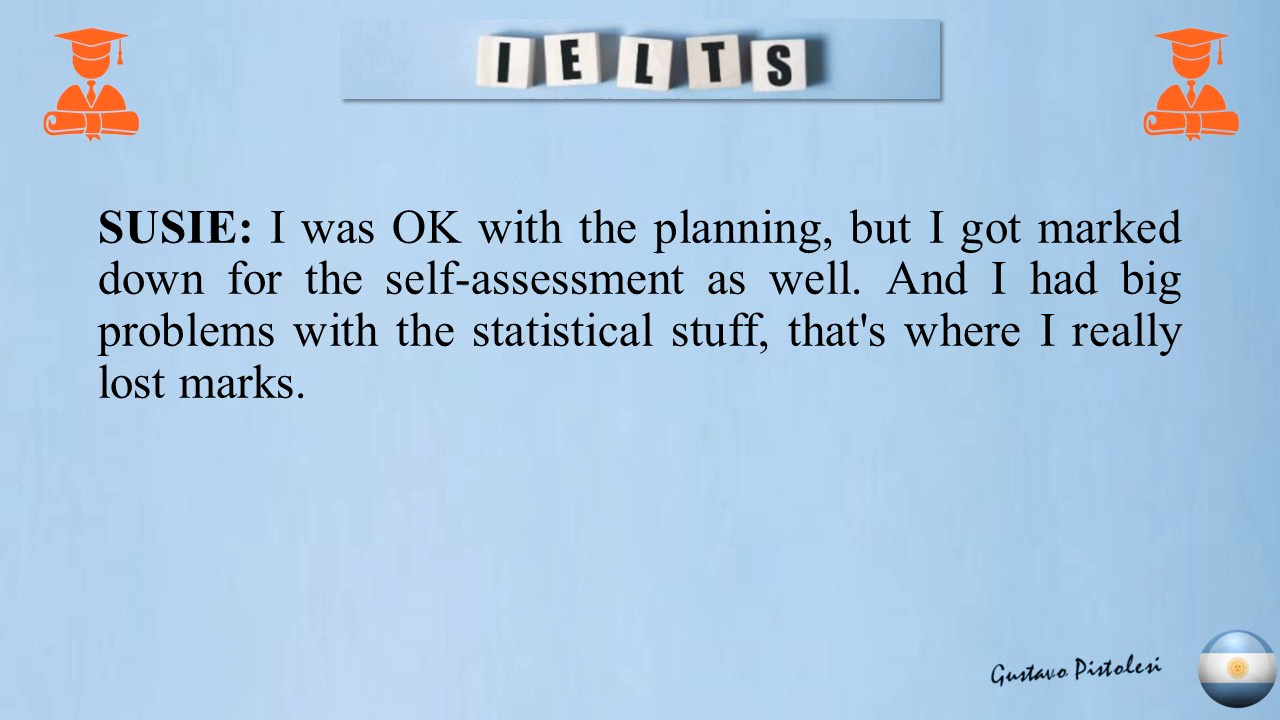 IELTS
SUSIE: I was OK with the planning, but I got marked
down for the self-assessment as well. And I had big
problems with the statistical stuff, that's where I really
lost marks.
Gustavo Pistolesi